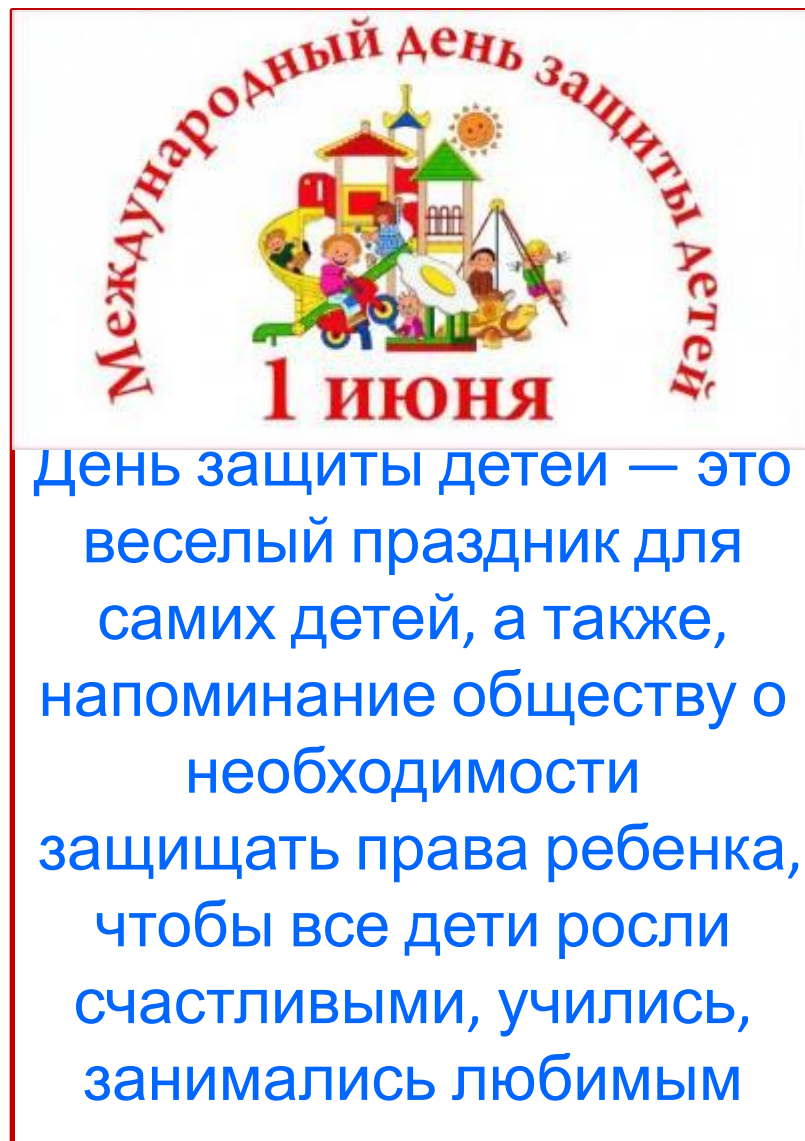 Международный день защиты детей
1 июня
День защиты детей — это
веселый праздник для
самих детей, а также,
напоминание обществу о
необходимости
защищать права ребенка,
чтобы все дети росли
счастливыми, учились,
занимались любимым